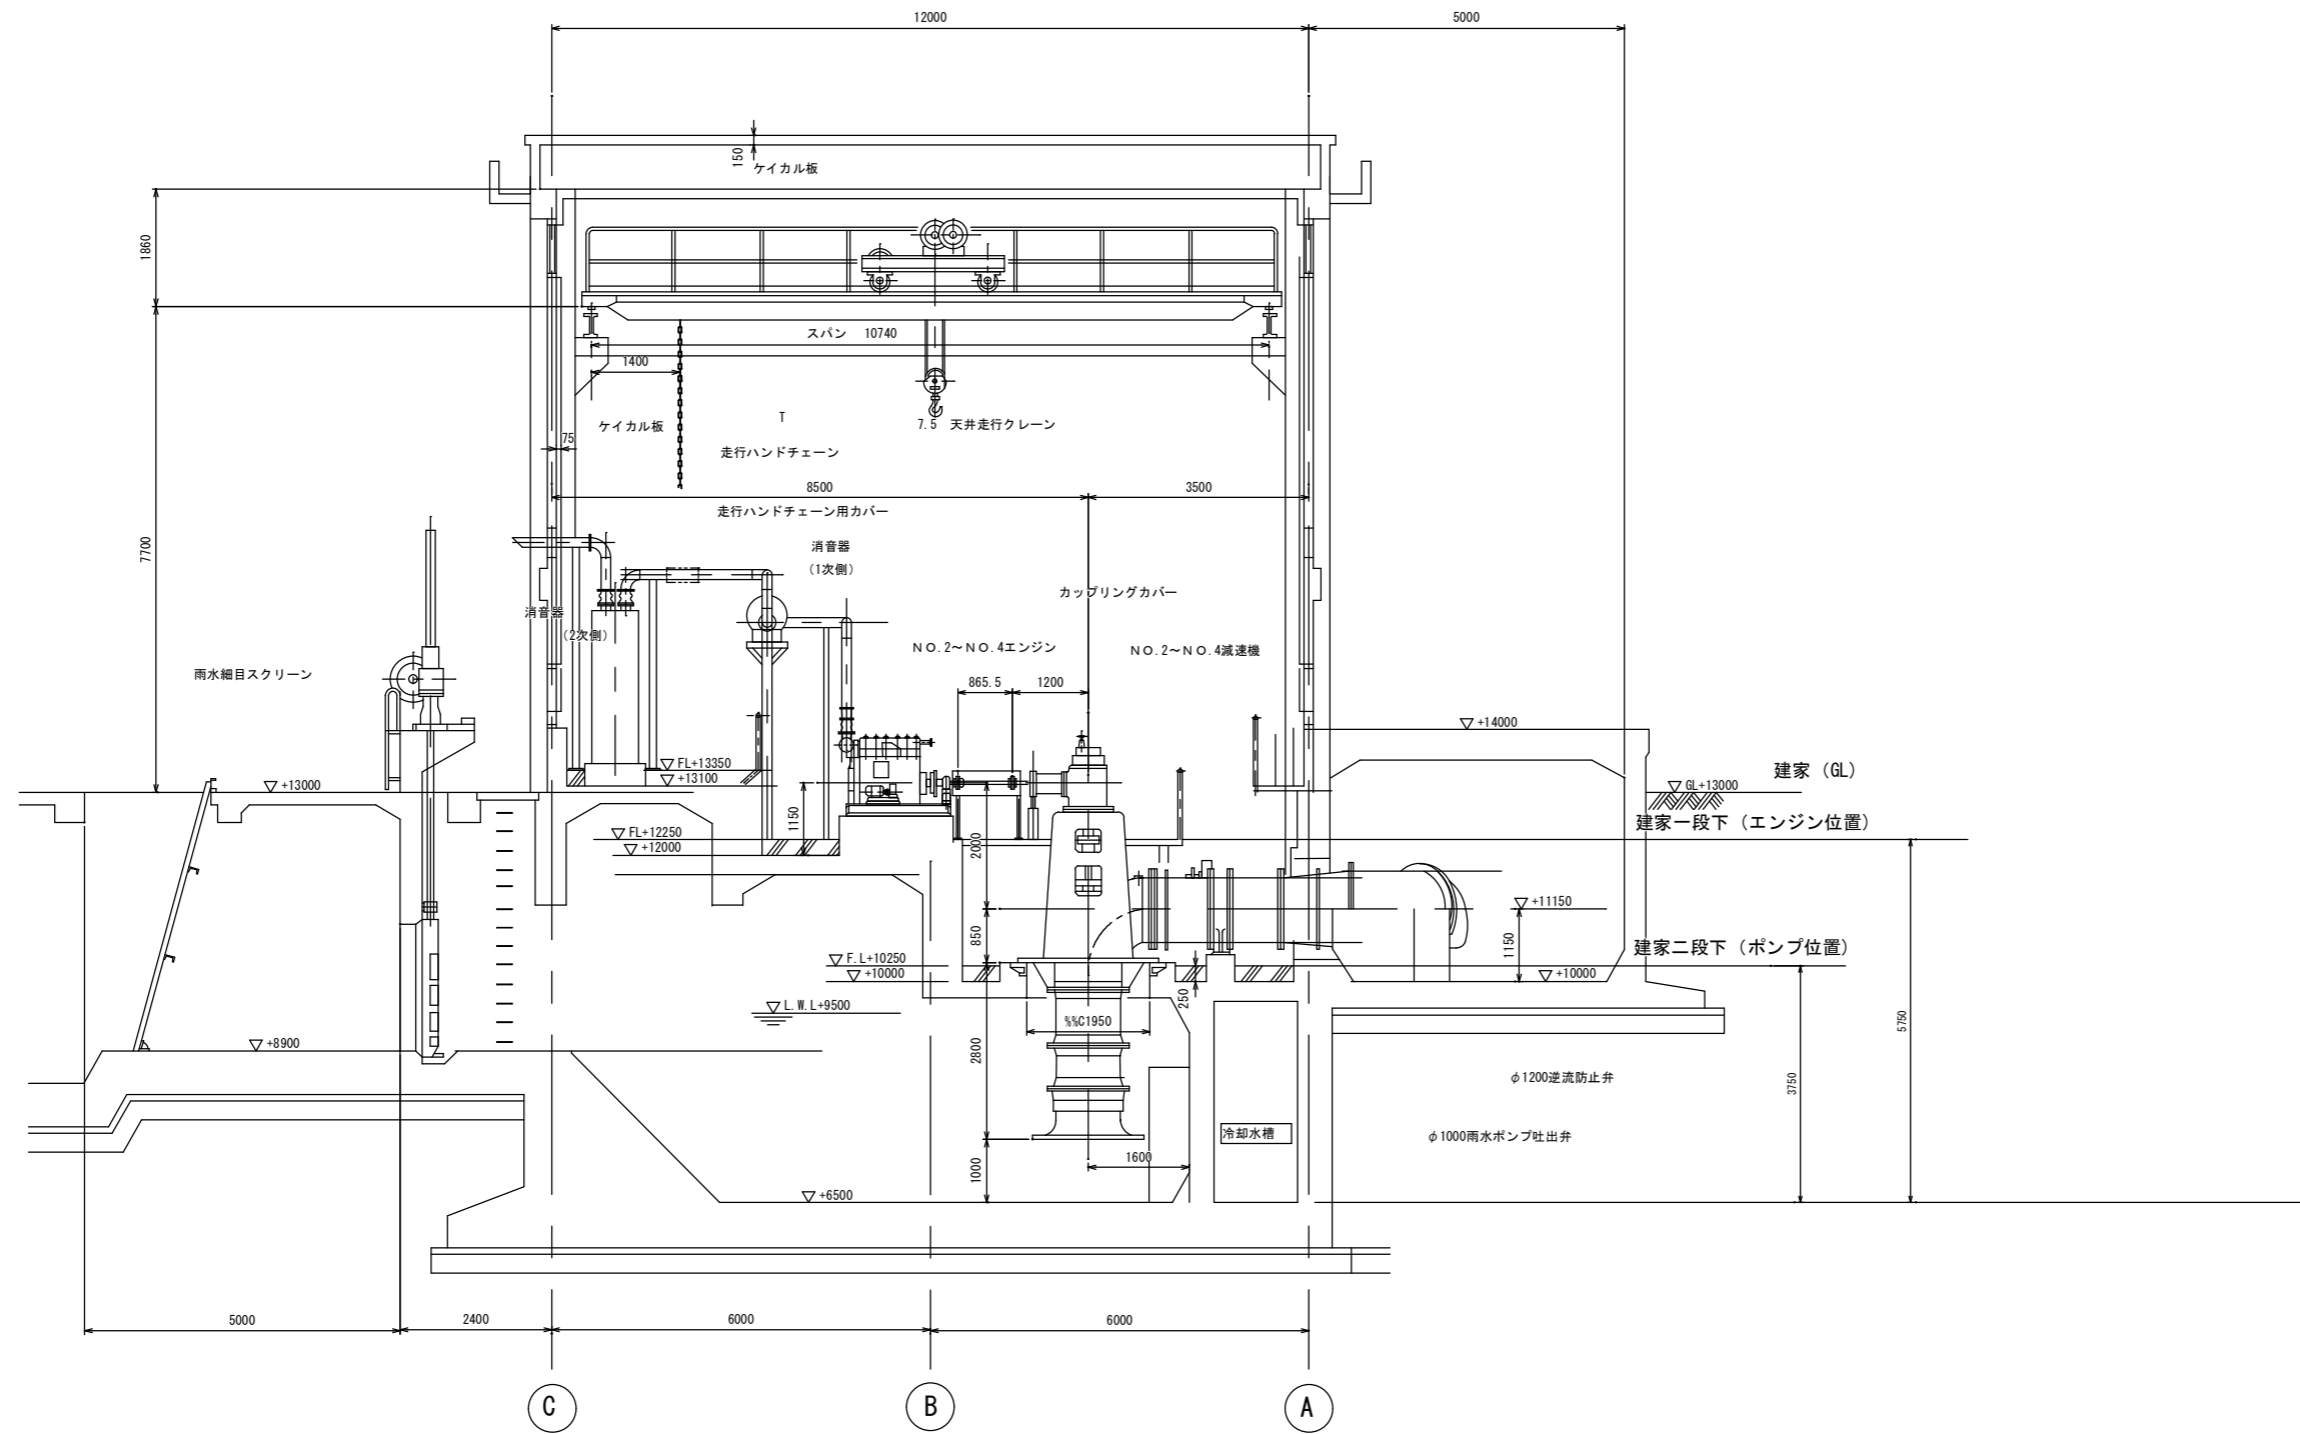 12000
5000
150
ケイカル板
1860
スパン 10740
1400
7.5 天井走行クレーン
T
ケイカル板
75
走行ハンドチェーン
8500
3500
走行ハンドチェーン用カバー
7700
消音器
(1次側)
カップリングカバー
消音器
(2次側)
NO.2~NO.4エンジン
NO.2~NO.4減速機
雨水細目スクリーン
865.5
1200
+14000
FL+13350
+13100
+13000
建家(GL)
GL+13000
1150
2000
建家一段下(エンジン位置)
FL+12250
+12000
+11150
850
1150
建家二段下(ポンプ位置)
F.L+10250
+10000
+10000
250
L.W.L+9500
%%C1950
5750
+8900
2800
φ1200逆流防止弁
3750
冷却水槽
φ1000雨水ポンプ吐出弁
1600
1000
+6500
5000
2400
6000
6000
C
B
A